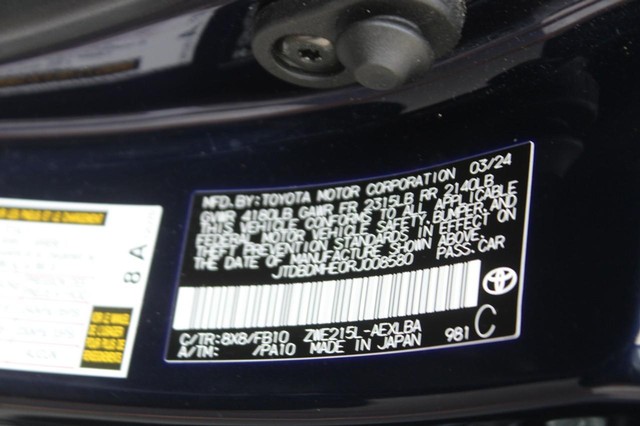 MFD.BY:TOYOTA MOTOR CORPORATION 03/24
GVWR 4180LB GAWR FR 2315LB RR 2140LB
THIS VEHICLE CONFORMS TO ALL APPLICABLE
FEDERAL MOTOR VEHICLE SAFETY,BUMPER,AND
THEFT PREVENTION STANDARDS IN EFFECT ON
THE DATE OF MANUFACTURE SHOWN ABOVE.
JTDBDMHE0RJ008580 PASS.CAR
C/TR:8X8/FB10 ZWE215L-AEXLBA
A/TM: /PA10 MADE IN JAPAN 981 C
8 A